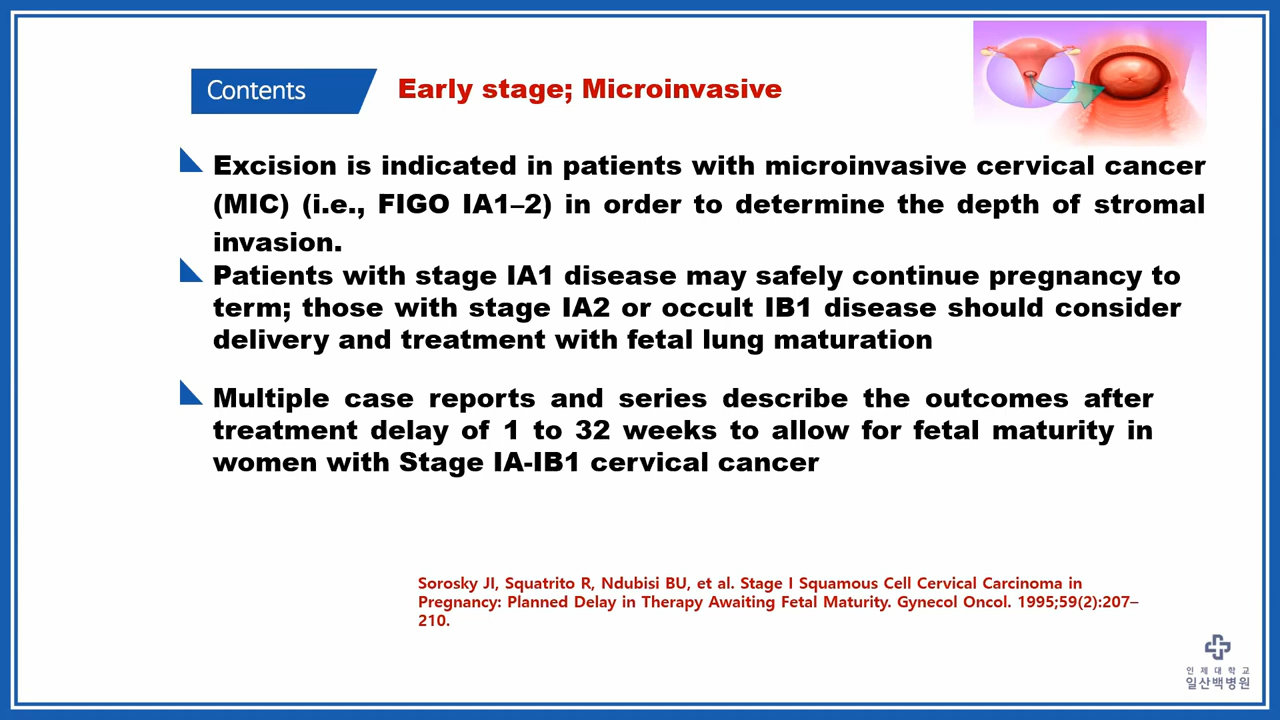 Contents
Early stage; Microinvasive
Excision is indicated in patients with microinvasive cervical cancer
(MIC) (i.e., FIGO IA1–2) in order to determine the depth of stromal
invasion.
Patients with stage IA1 disease may safely continue pregnancy to
term; those with stage IA2 or occult IB1 disease should consider
delivery and treatment with fetal lung maturation
Multiple case reports and series describe the outcomes after
treatment delay of 1 to 32 weeks to allow for fetal maturity in
women with Stage IA-IB1 cervical cancer
Sorosky JI, Squatrito R, Ndubisi BU, et al. Stage I Squamous Cell Cervical Carcinoma in
Pregnancy: Planned Delay in Therapy Awaiting Fetal Maturity. Gynecol Oncol. 1995;59(2):207–
210.
인제대학교
일산백병원